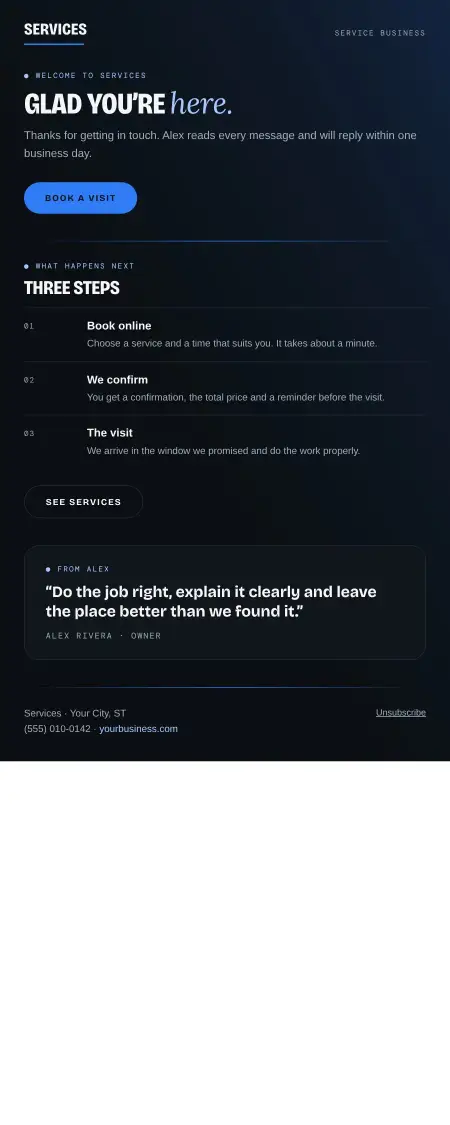 SERVICES
SERVICE BUSINESS
WELCOME TO SERVICES
GLAD YOU'RE here.
Thanks for getting in touch. Alex reads every message and will reply within one
business day.
BOOK A VISIT
WHAT HAPPENS NEXT
THREE STEPS
01
Book online
Choose a service and a time that suits you. It takes about a minute.
02
We confirm
You get a confirmation, the total price and a reminder before the visit.
03
The visit
We arrive in the window we promised and do the work properly.
SEE SERVICES
FROM ALEX
“Do the job right, explain it clearly and leave
the place better than we found it.”
ALEX RIVERA · OWNER
Services · Your City, ST
Unsubscribe
(555) 010-0142 · yourbusiness.com